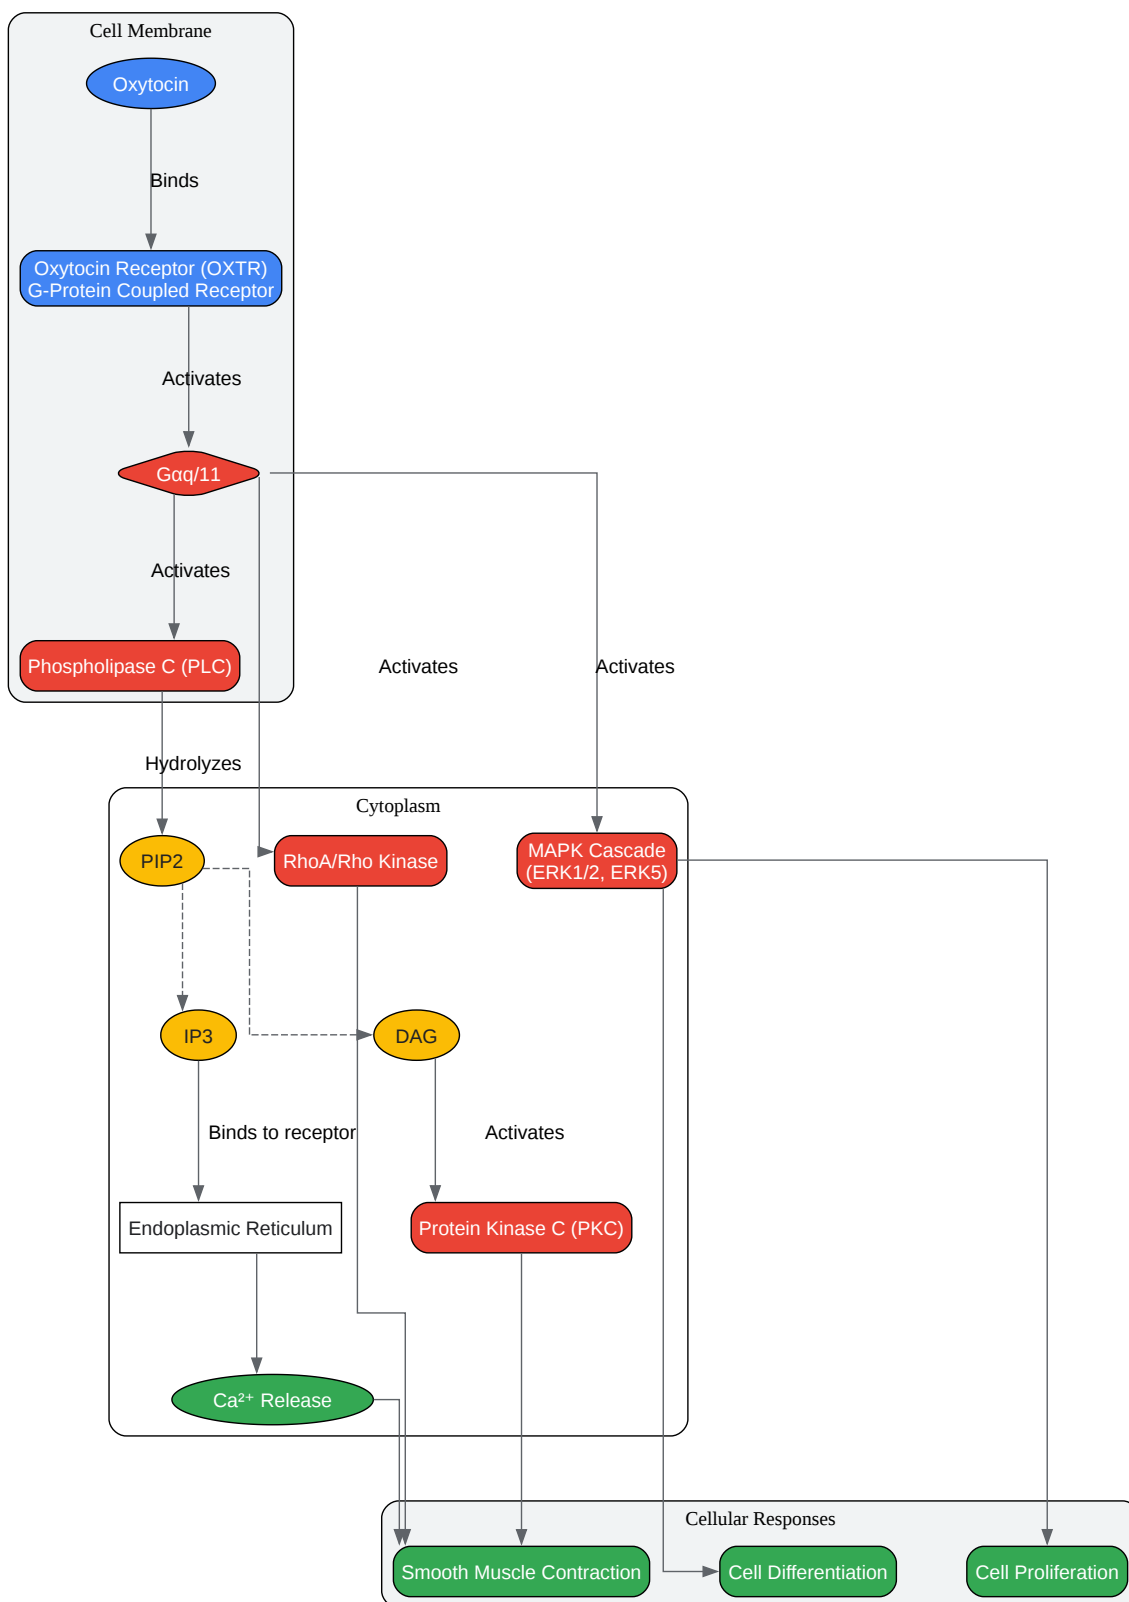 Cell Membrane
Oxytocin
Binds
Oxytocin Receptor (OXTR)
G-Protein Coupled Receptor
Activates
Gαq/11
Activates
Phospholipase C (PLC)
Activates
Activates
Hydrolyzes
Cytoplasm
PIP2
RhoA/Rho Kinase
MAPK Cascade
(ERK1/2, ERK5)
IP3
DAG
Binds to receptor
Activates
Endoplasmic Reticulum
Protein Kinase C (PKC)
Ca²⁺ Release
Cellular Responses
Smooth Muscle Contraction
Cell Differentiation
Cell Proliferation